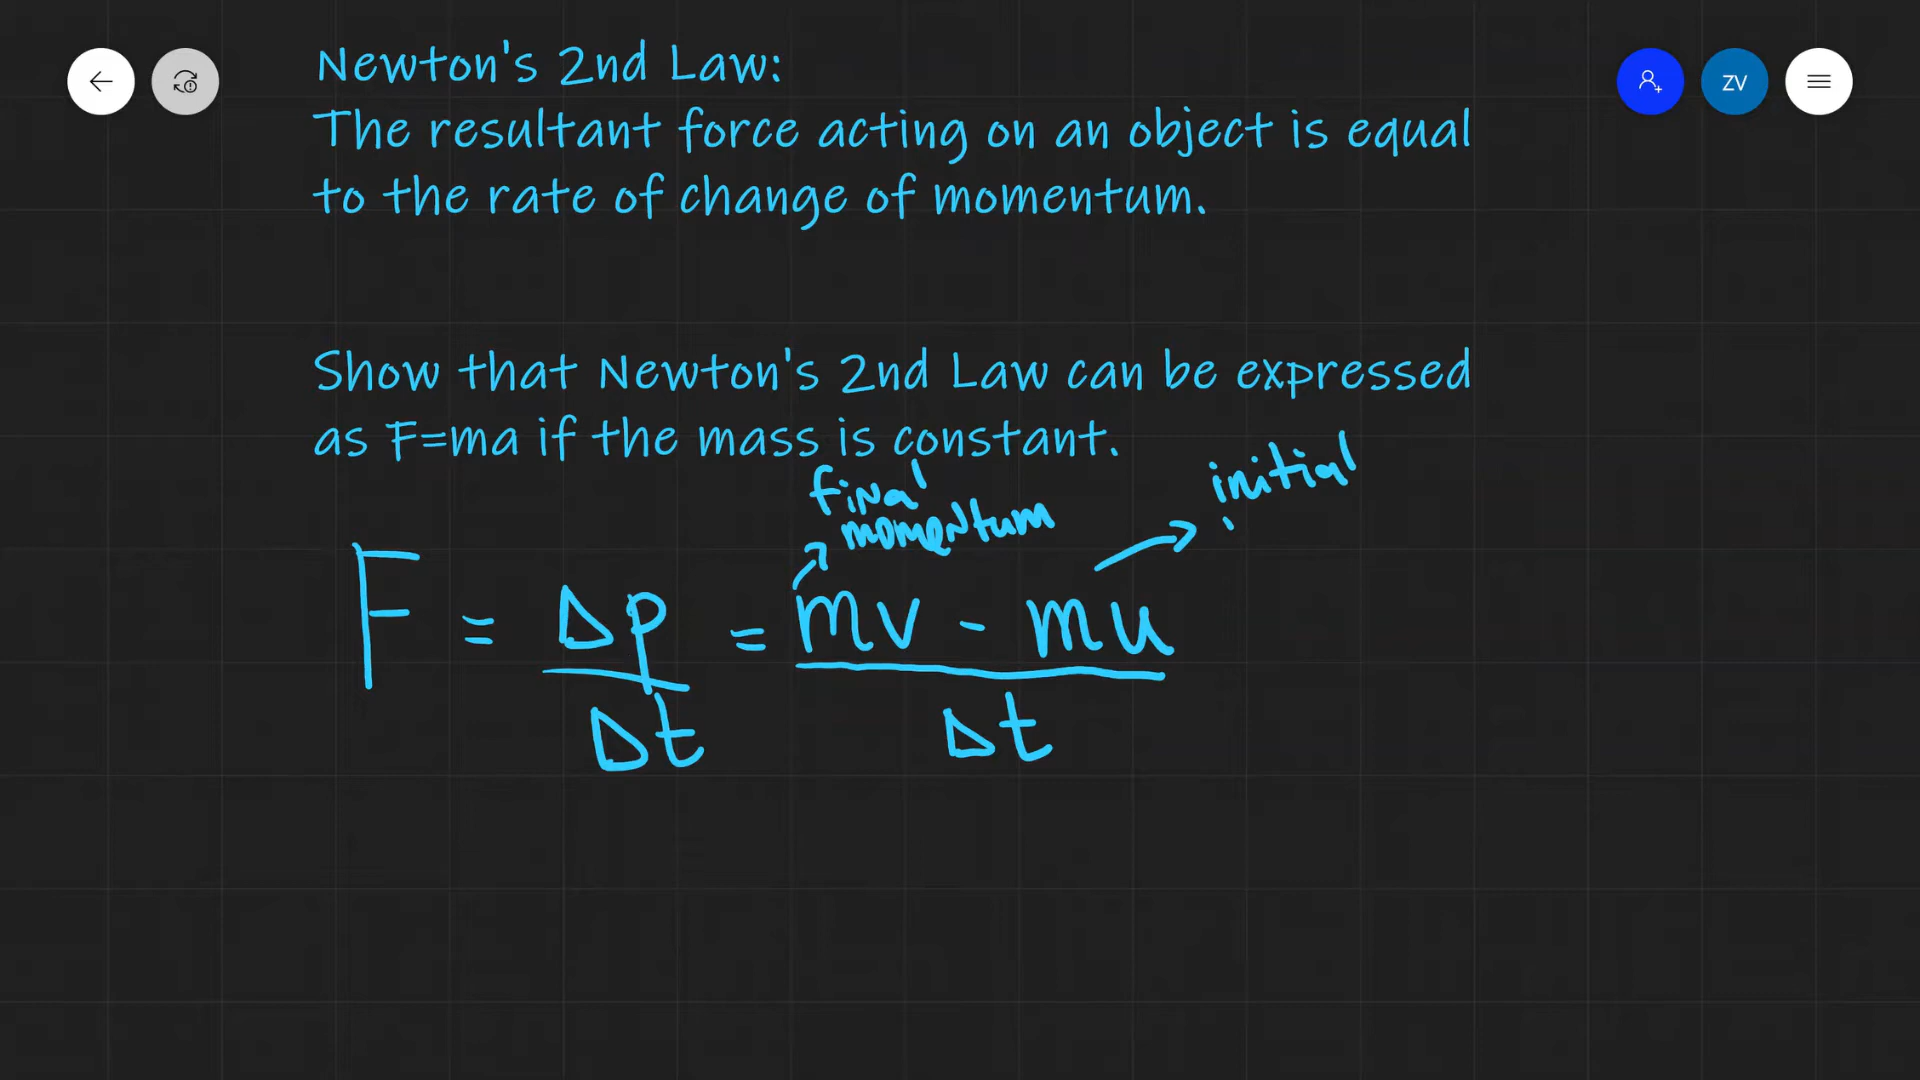 Newton's 2nd Law:
ZV
The resultant force acting on an object is equal
to the rate of change of momentum.
Show that Newton's 2nd Law can be expressed
as F=ma if the mass is constant.
final
momentum
initial
F = Δp/Δt = mv - mu/Δt